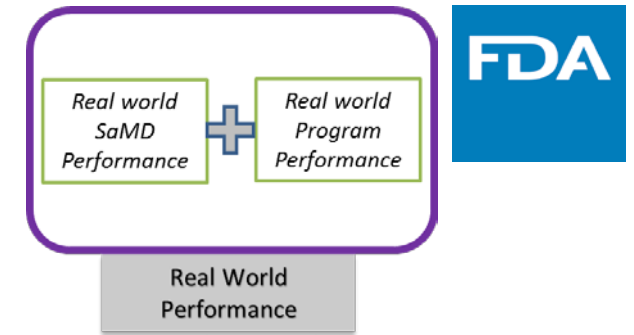 Real world
SaMD
Performance
Real world
Program
Performance
FDA
Real World
Performance